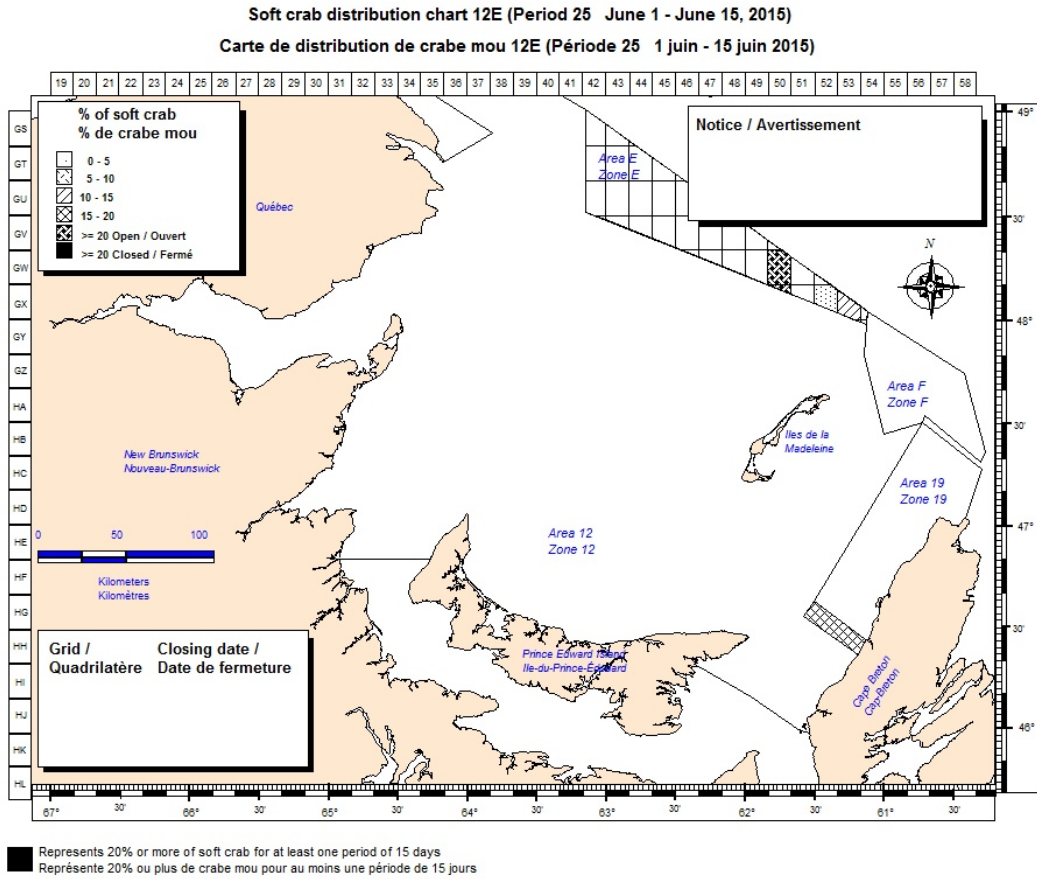 Soft crab distribution chart 12E (Period 25   June 1 - June 15, 2015)
Carte de distribution de crabe mou 12E (Période 25   1 juin - 15 juin 2015)
19 20 21 22 23 24 25 26 27 28 29 30 31 32 33 34 35 36 37 38 39 40 41 42 43 44 45 46 47 48 49 50 51 52 53 54 55 56 57 58
GS
GT
GU
GV
GW
GX
GY
GZ
HA
HB
HC
HD
HE
HF
HG
HH
HI
HJ
HK
HL
% of soft crab
% de crabe mou
0 - 5
5 - 10
10 - 15
15 - 20
>= 20 Open / Ouvert
>= 20 Closed / Fermé
Notice / Avertissement
Area E
Zone E
Québec
N
49°
30'
48°
30'
47°
30'
46°
Area F
Zone F
Iles de la
Madeleine
New Brunswick
Nouveau-Brunswick
Area 19
Zone 19
Area 12
Zone 12
0 50 100
Kilometers
Kilomètres
Grid / Closing date /
Quadrilatère Date de fermeture
Prince Edward Island
Ile-du-Prince-Édward
Cape Breton
Cap-Breton
67° 30' 66° 30' 65° 30' 64° 30' 63° 30' 62° 30' 61° 30'
Represents 20% or more of soft crab for at least one period of 15 days
Représente 20% ou plus de crabe mou pour au moins une période de 15 jours